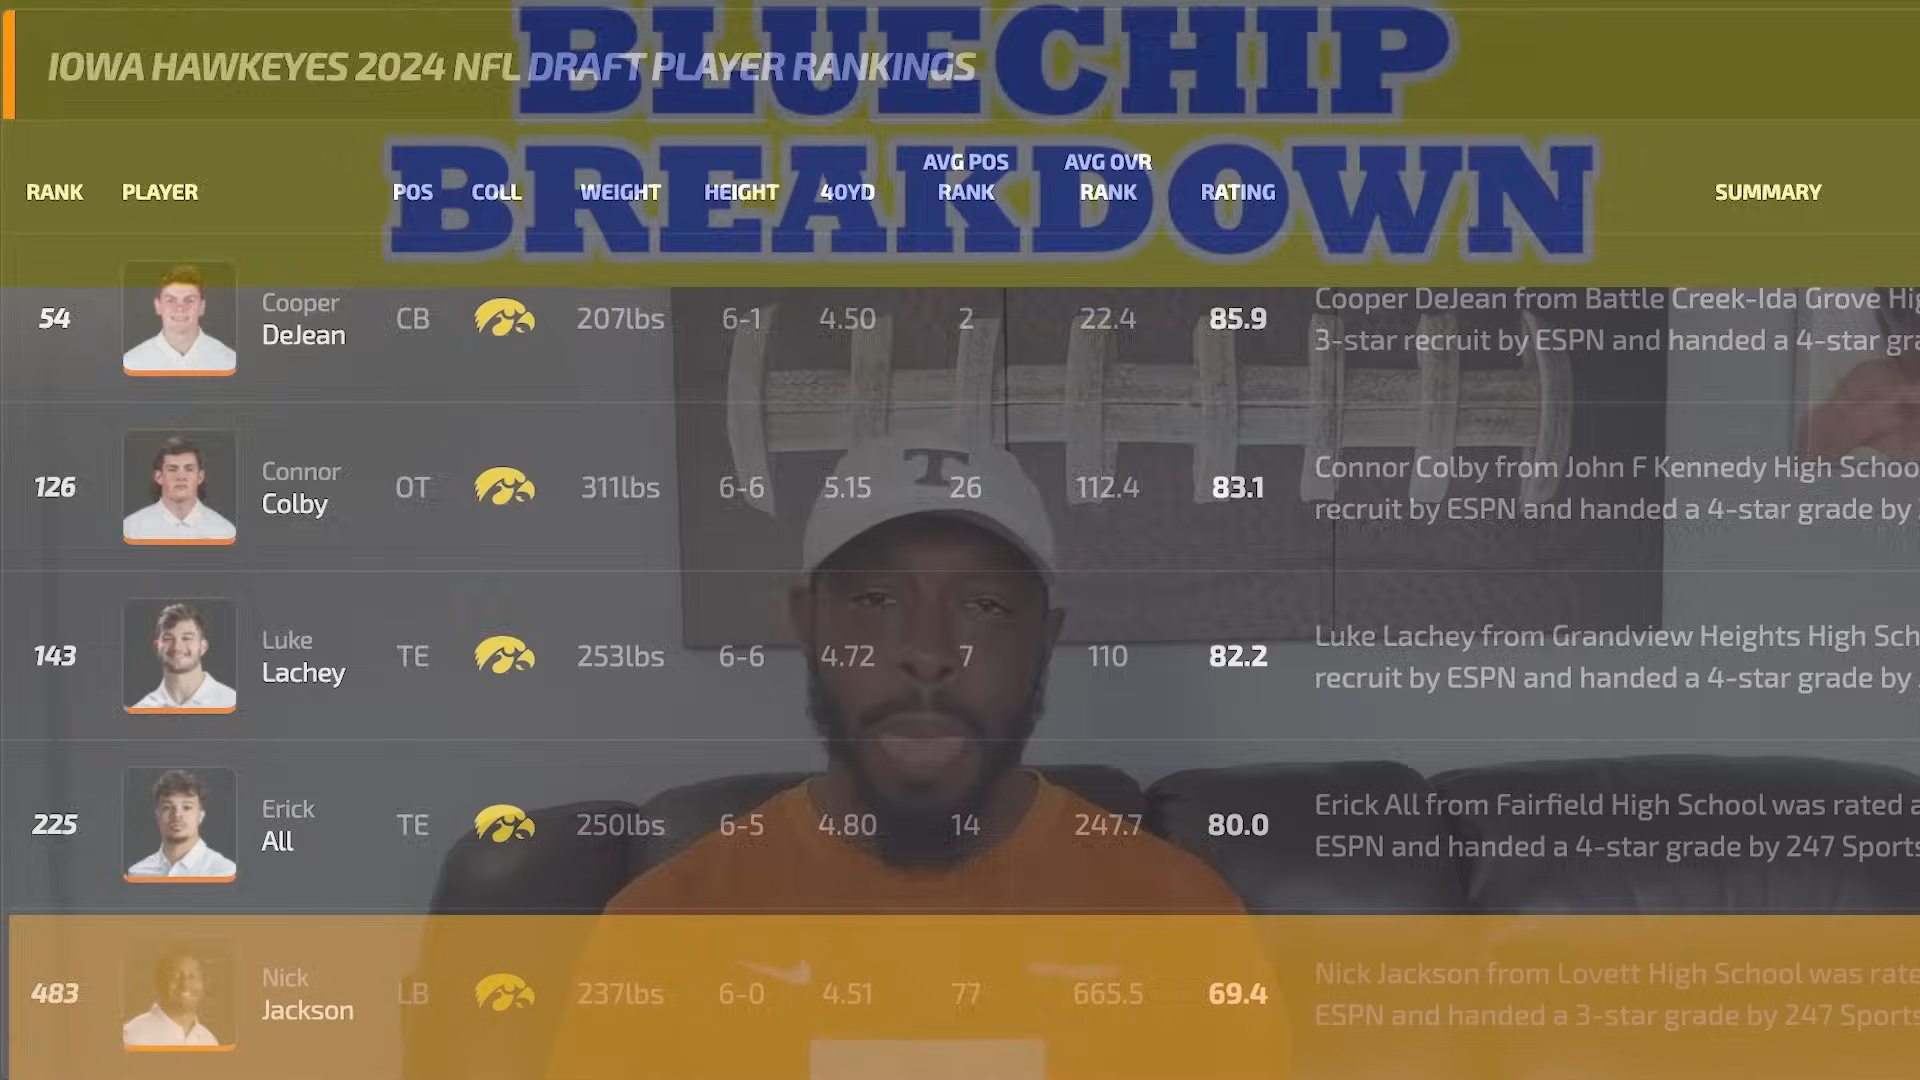 BLUECHIP
BREAKDOWN
IOWA HAWKEYES 2024 NFL DRAFT PLAYER RANKINGS
RANK PLAYER POS COLL WEIGHT HEIGHT 40YD AVG POS RANK AVG OVR RANK RATING SUMMARY
54 Cooper DeJean CB 207lbs 6-1 4.50 2 22.4 85.9
Cooper DeJean from Battle Creek-Ida Grove
3-star recruit by ESPN and handed a 4-star
126 Connor Colby OT 311lbs 6-6 5.15 26 112.4 83.1
Connor Colby from John F Kennedy High
recruit by ESPN and handed a 4-star grade by
143 Luke Lachey TE 253lbs 6-6 4.72 7 110 82.2
Luke Lachey from Grandview Heights High
recruit by ESPN and handed a 4-star grade by
225 Erick All TE 250lbs 6-5 4.80 14 247.7 80.0
Erick All from Fairfield High School was rated
ESPN and handed a 4-star grade by 247 Sports
483 Nick Jackson LB 237lbs 6-0 4.51 77 665.5 69.4
Nick Jackson from Lovett High School was
ESPN and handed a 3-star grade by 247 Sports
T